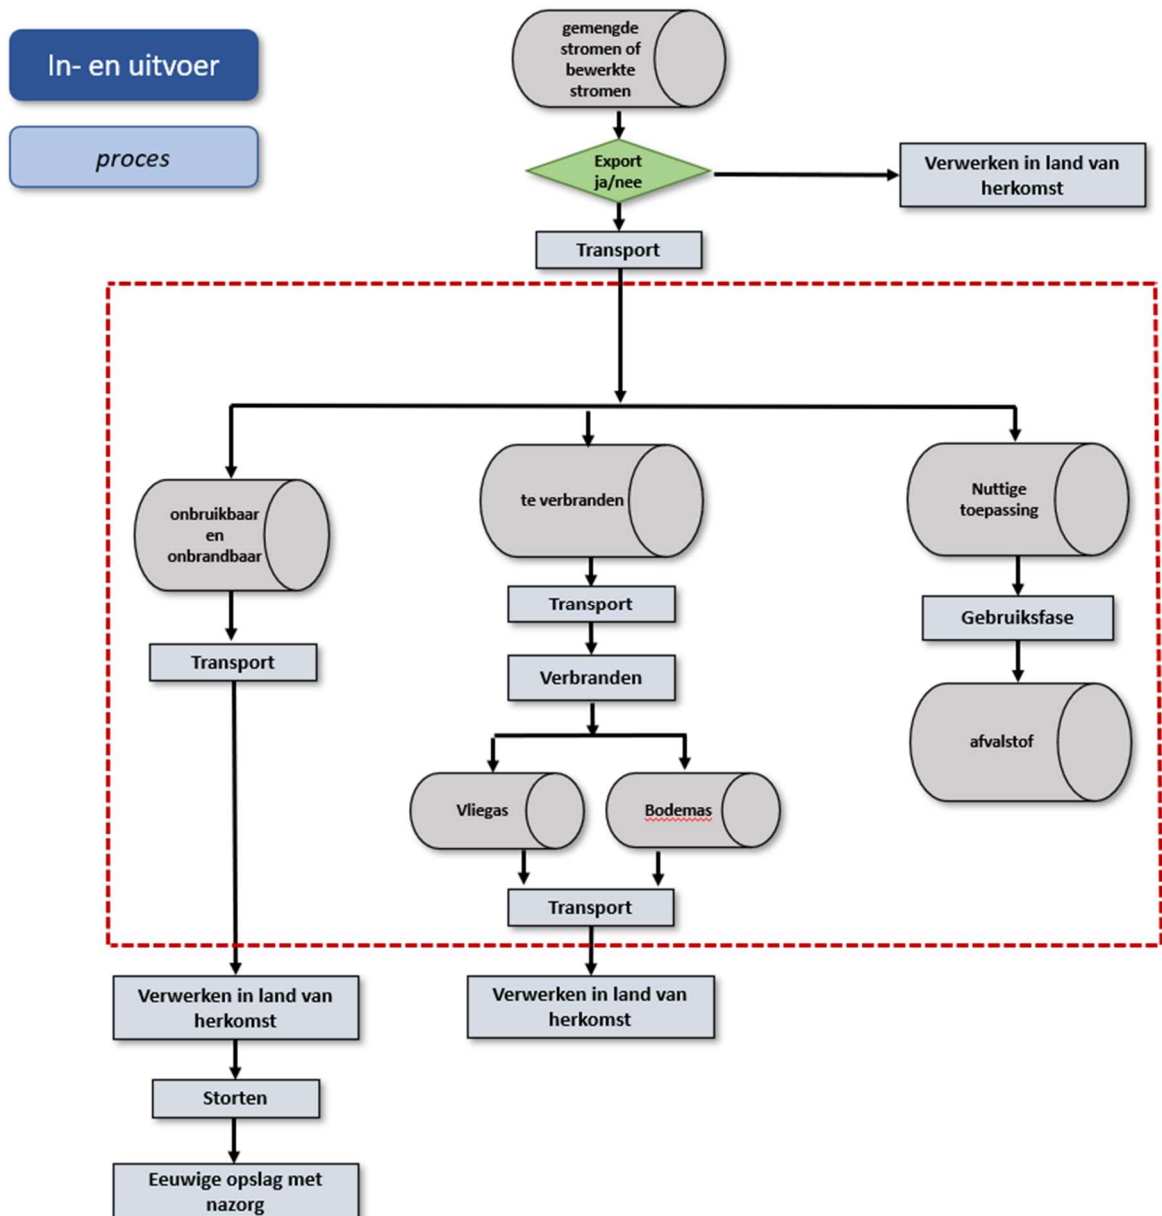 In- en uitvoer
proces
gemengde
stromen of
bewerkte
stromen
Export
ja/nee
Verwerken in land van
herkomst
Transport
onbruikbaar
en
onbrandbaar
te verbranden
Nuttige
toepassing
Transport
Gebruiksfase
Transport
Verbranden
afvalstof
Vliegas
Bodemas
Transport
Verwerken in land van
herkomst
Verwerken in land van
herkomst
Storten
Eeuwige opslag met
nazorg